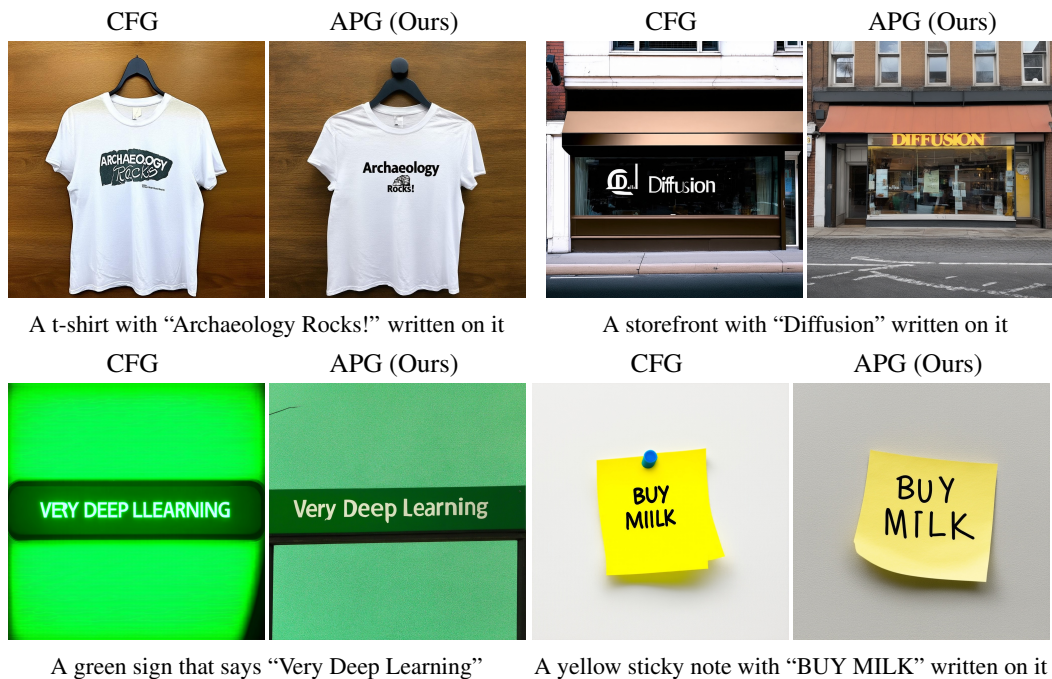 CFG
APG (Ours)
CFG
APG (Ours)
ARCHAEO.OGY
Rocks
Archaeology
Rocks!
Diffusion
DIFFUSION
A t-shirt with “Archaeology Rocks!” written on it
A storefront with “Diffusion” written on it
CFG
APG (Ours)
CFG
APG (Ours)
VERY DEEP LLEARNING
Very Deep Learning
BUY
MIILK
BUY
MILK
A green sign that says “Very Deep Learning”
A yellow sticky note with “BUY MILK” written on it